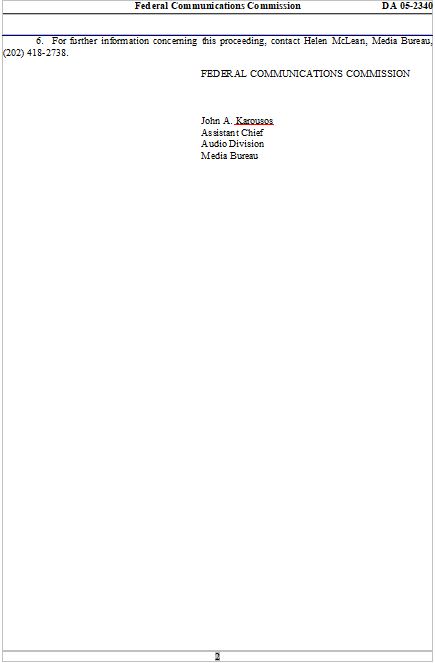 Federal Communications Commission DA 05-2340
6. For further information concerning this proceeding, contact Helen McLean, Media Bureau,
(202) 418-2738.
FEDERAL COMMUNICATIONS COMMISSION
John A. Karousos
Assistant Chief
Audio Division
Media Bureau
2